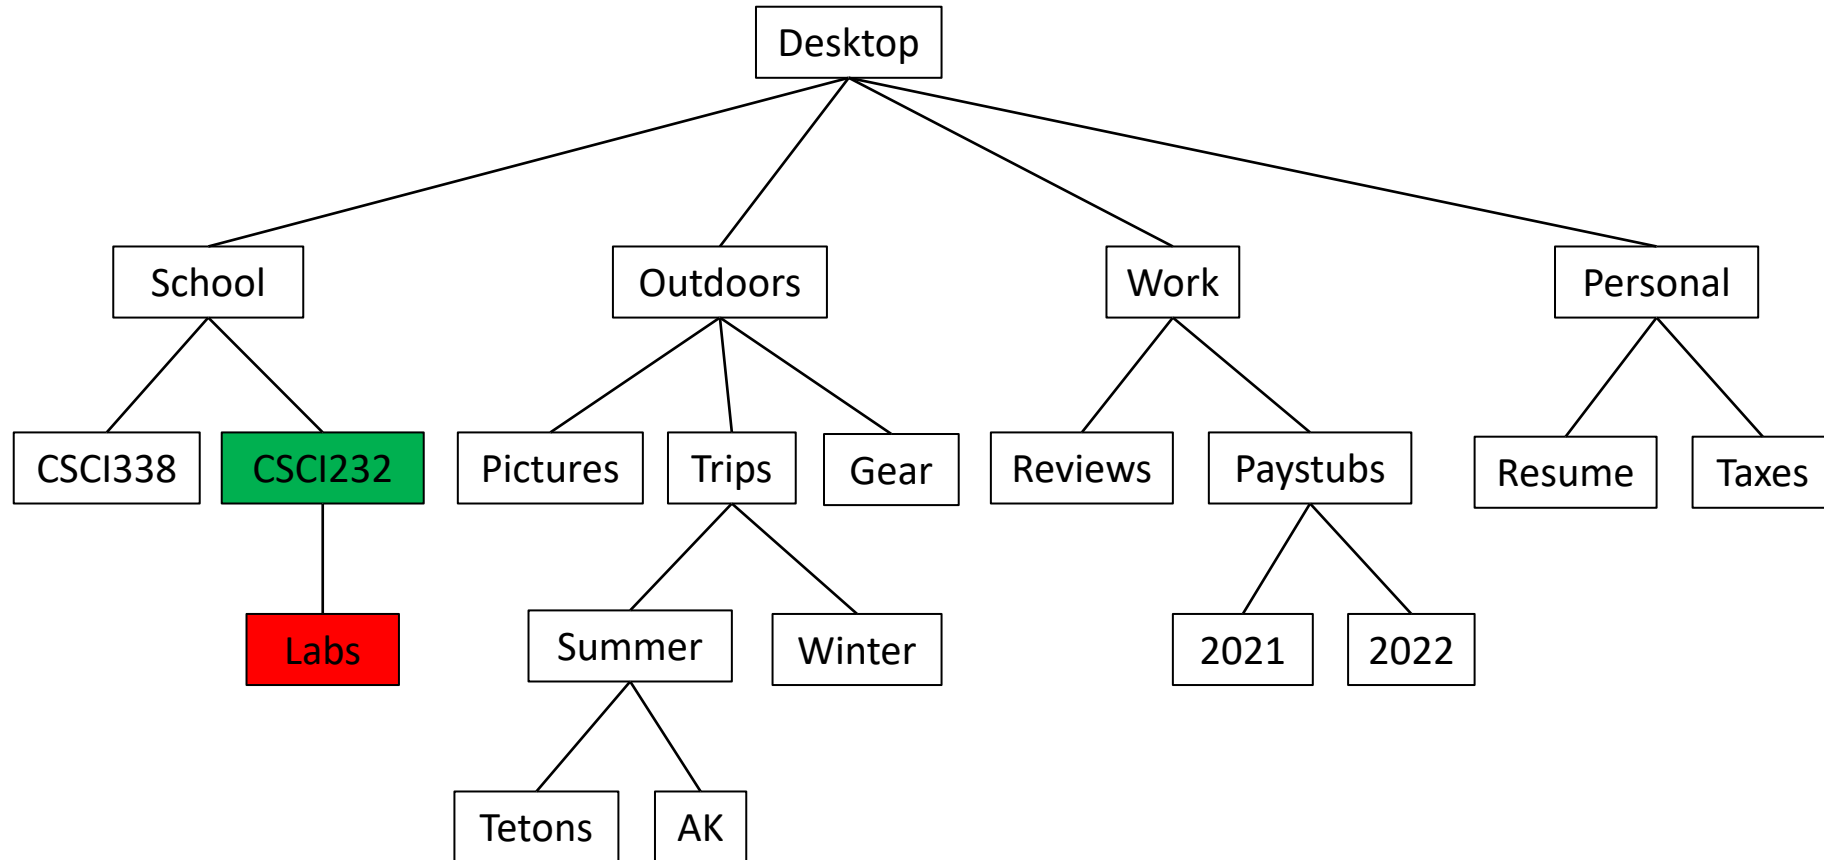 Desktop
School
Outdoors
Work
Personal
CSCI338
CSCI232
Pictures
Trips
Gear
Reviews
Paystubs
Resume
Taxes
Labs
Summer
Winter
2021
2022
Tetons
AK